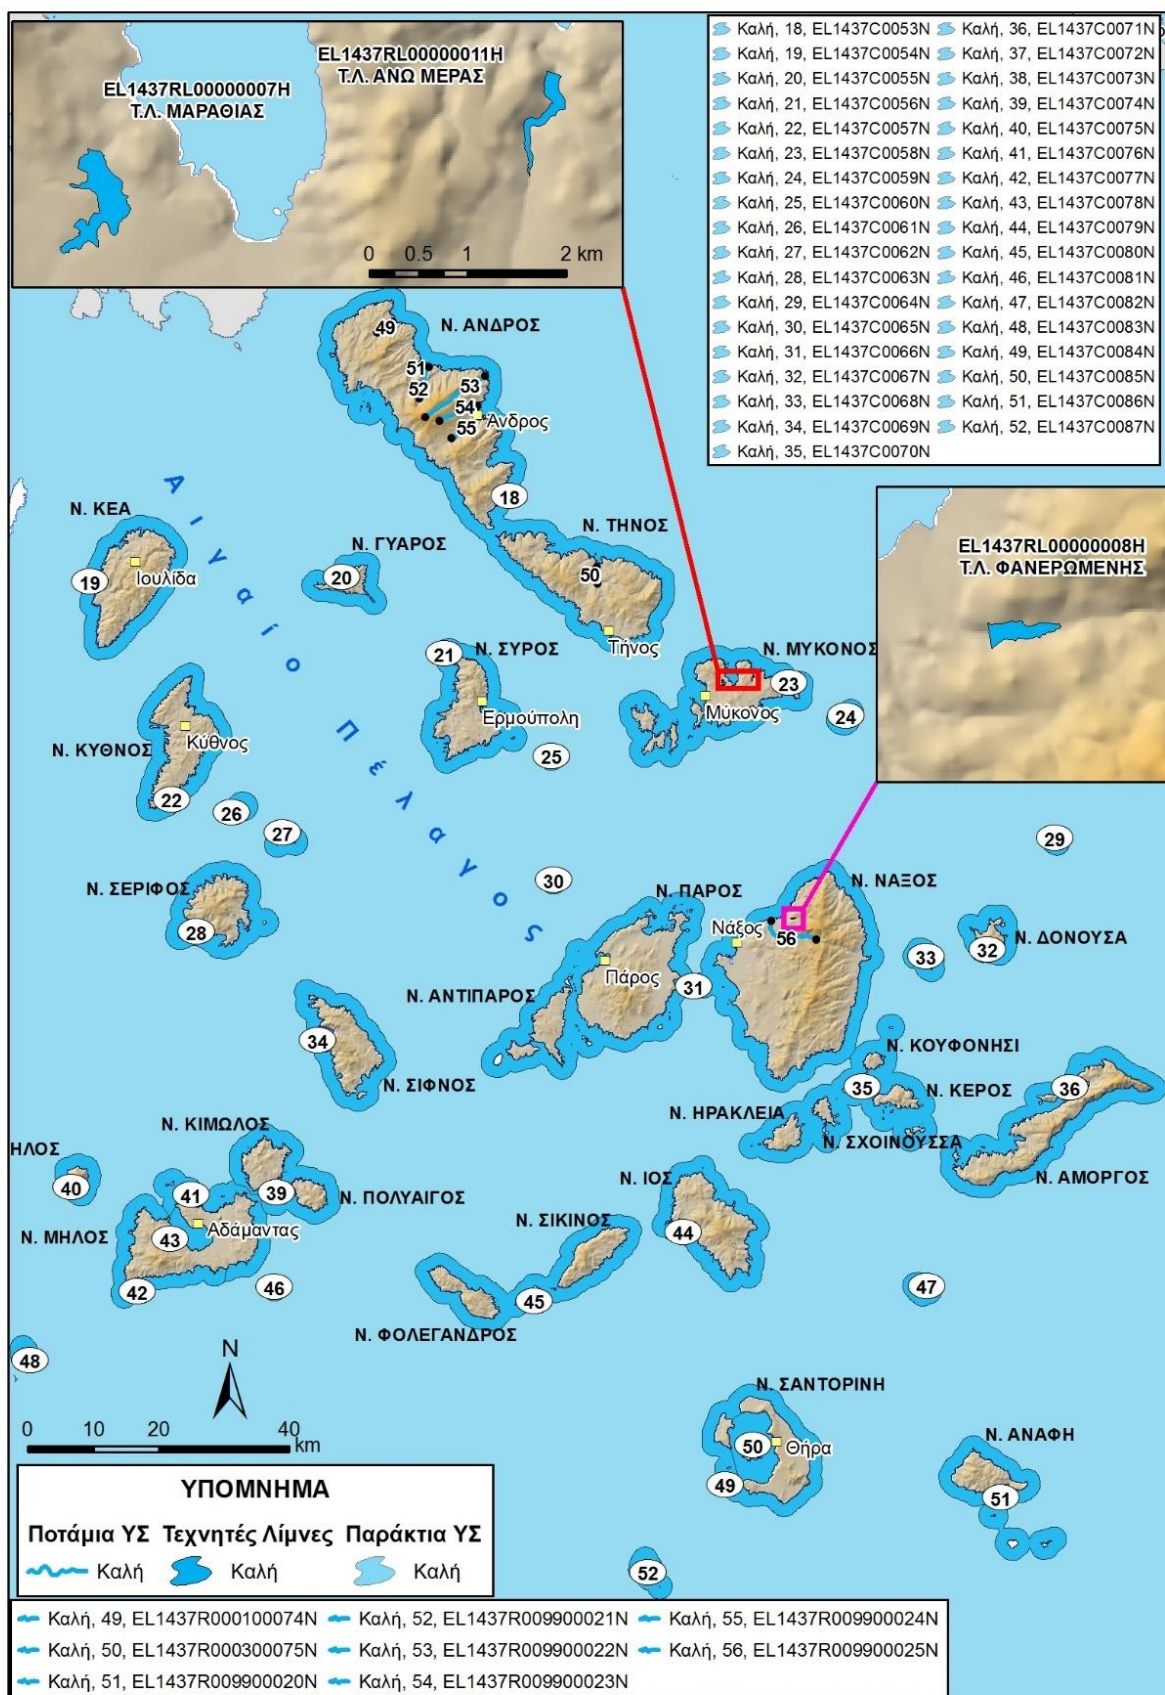 EL1437RL00000007H
Τ.Λ. ΜΑΡΑΘΙΑΣ
EL1437RL00000011H
Τ.Λ. ΑΝΩ ΜΕΡΑΣ
0 0.5 1 2 km
Καλή, 18, EL1437C0053N Καλή, 36, EL1437C0071N
Καλή, 19, EL1437C0054N Καλή, 37, EL1437C0072N
Καλή, 20, EL1437C0055N Καλή, 38, EL1437C0073N
Καλή, 21, EL1437C0056N Καλή, 39, EL1437C0074N
Καλή, 22, EL1437C0057N Καλή, 40, EL1437C0075N
Καλή, 23, EL1437C0058N Καλή, 41, EL1437C0076N
Καλή, 24, EL1437C0059N Καλή, 42, EL1437C0077N
Καλή, 25, EL1437C0060N Καλή, 43, EL1437C0078N
Καλή, 26, EL1437C0061N Καλή, 44, EL1437C0079N
Καλή, 27, EL1437C0062N Καλή, 45, EL1437C0080N
Καλή, 28, EL1437C0063N Καλή, 46, EL1437C0081N
Καλή, 29, EL1437C0064N Καλή, 47, EL1437C0082N
Καλή, 30, EL1437C0065N Καλή, 48, EL1437C0083N
Καλή, 31, EL1437C0066N Καλή, 49, EL1437C0084N
Καλή, 32, EL1437C0067N Καλή, 50, EL1437C0085N
Καλή, 33, EL1437C0068N Καλή, 51, EL1437C0086N
Καλή, 34, EL1437C0069N Καλή, 52, EL1437C0087N
Καλή, 35, EL1437C0070N
EL1437RL00000008H
Τ.Λ. ΦΑΝΕΡΩΜΕΝΗΣ
49 Ν. ΑΝΔΡΟΣ
51
52 53
54 Άνδρος
55
18
Αιγαίο Πέλαγος
Ν. ΚΕΑ
19 Ιουλίδα
Ν. ΓΥΑΡΟΣ
20
Ν. ΤΗΝΟΣ
50
Τήνος
21 Ν. ΣΥΡΟΣ
Ερμούπολη
Ν. ΜΥΚΟΝΟΣ
23
Μύκονος
24
25
Κύθνος
Ν. ΚΥΘΝΟΣ
22
26
27
29
Ν. ΣΕΡΙΦΟΣ
28
30
Ν. ΠΑΡΟΣ
Πάρος
31
Ν. ΝΑΞΟΣ
Νάξος
56
33
32
Ν. ΔΟΝΟΥΣΑ
Ν. ΑΝΤΙΠΑΡΟΣ
34
Ν. ΣΙΦΝΟΣ
Ν. ΚΟΥΦΟΝΗΣΙ
35
Ν. ΚΕΡΟΣ
36
Ν. ΗΡΑΚΛΕΙΑ
Ν. ΣΧΟΙΝΟΥΣΣΑ
Ν. ΑΜΟΡΓΟΣ
Ν. ΚΙΜΩΛΟΣ
ΗΛΟΣ
40
41
39
Ν. ΠΟΛΥΑΙΓΟΣ
Ν. ΜΗΛΟΣ
43
Αδάμαντας
42
46
Ν. ΙΟΣ
44
Ν. ΣΙΚΙΝΟΣ
45
Ν. ΦΟΛΕΓΑΝΔΡΟΣ
47
48
N
0 10 20 40
km
Ν. ΣΑΝΤΟΡΙΝΗ
50
Θήρα
49
Ν. ΑΝΑΦΗ
51
52
ΥΠΟΜΝΗΜΑ
Ποτάμια ΥΣ Τεχνητές Λίμνες Παράκτια ΥΣ
Καλή Καλή Καλή
Καλή, 49, EL1437R000100074N Καλή, 52, EL1437R009900021N Καλή, 55, EL1437R009900024N
Καλή, 50, EL1437R000300075N Καλή, 53, EL1437R009900022N Καλή, 56, EL1437R009900025N
Καλή, 51, EL1437R009900020N Καλή, 54, EL1437R009900023N